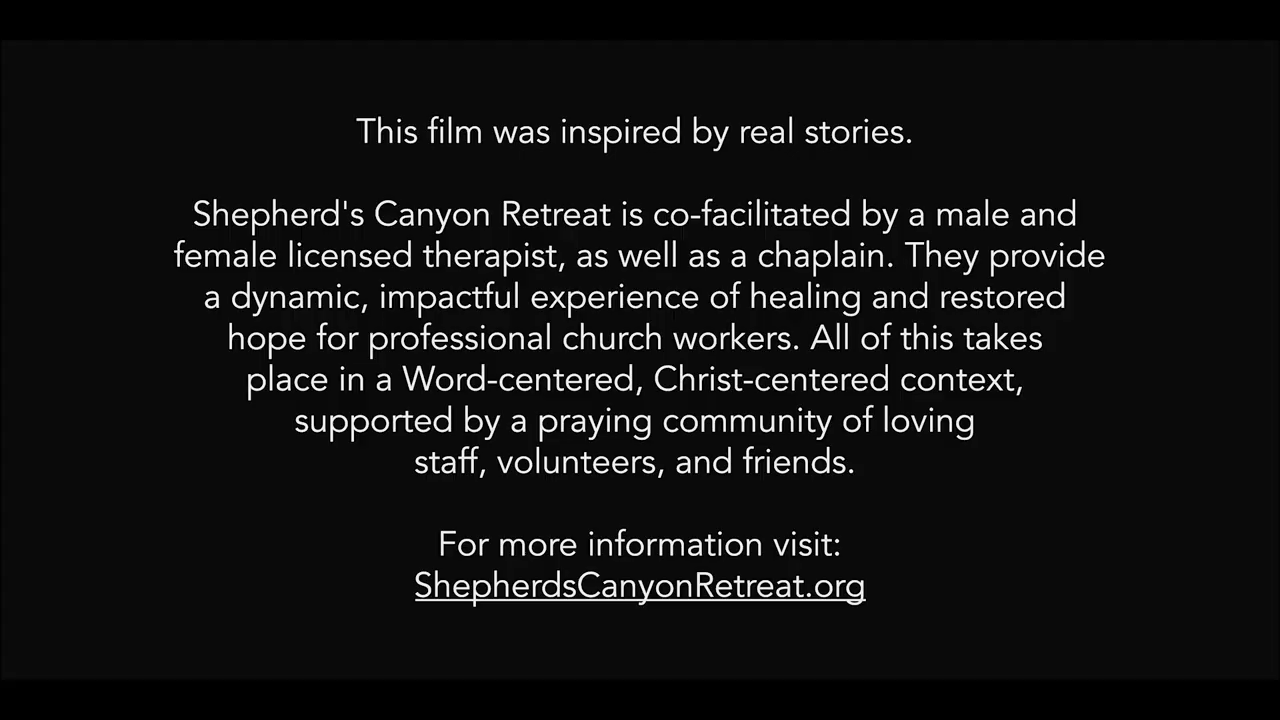 This film was inspired by real stories.
Shepherd's Canyon Retreat is co-facilitated by a male and
female licensed therapist, as well as a chaplain. They provide
a dynamic, impactful experience of healing and restored
hope for professional church workers. All of this takes
place in a Word-centered, Christ-centered context,
supported by a praying community of loving
staff, volunteers, and friends.
For more information visit:
ShepherdsCanyonRetreat.org